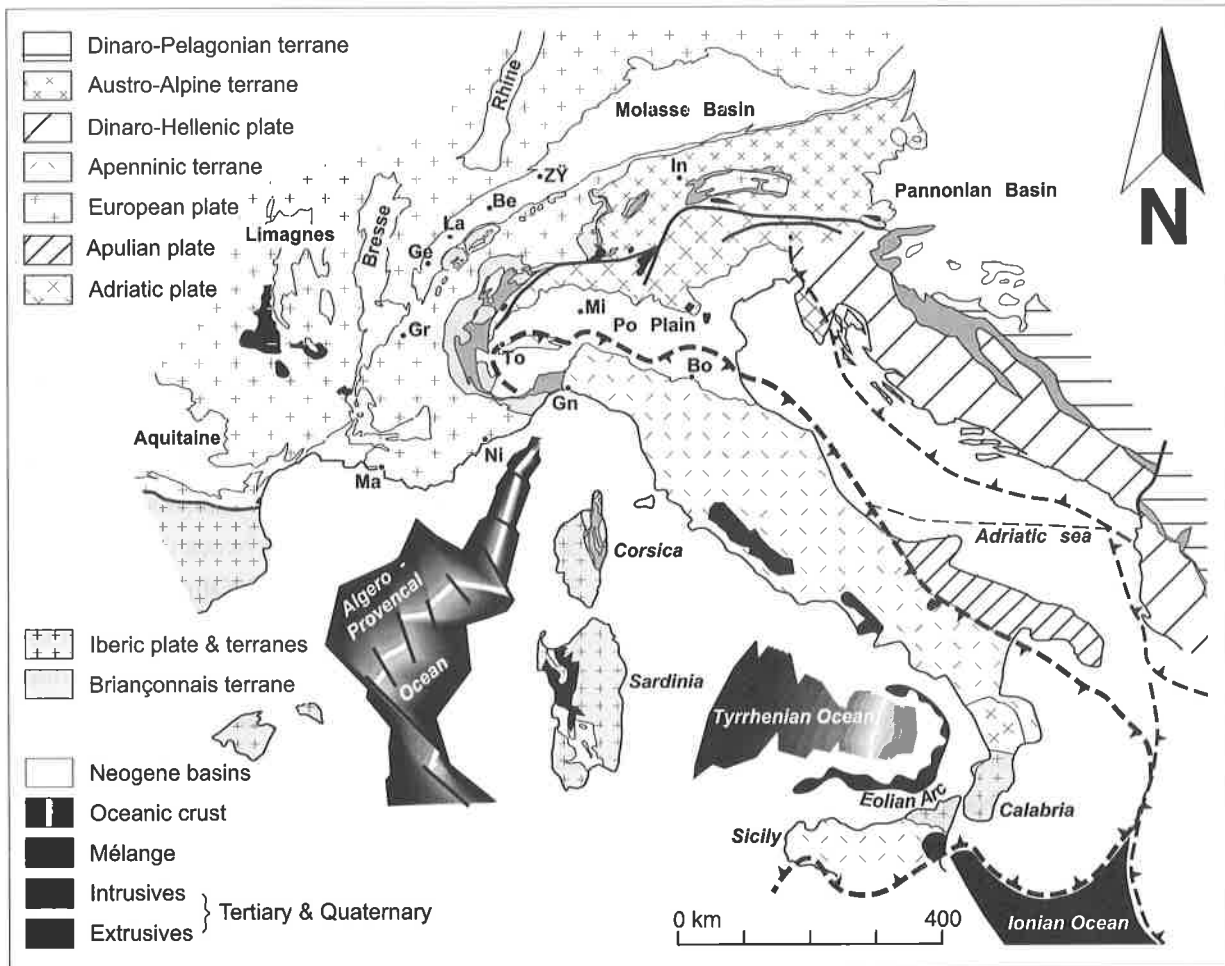 Dinaro-Pelagonian terrane
Austro-Alpine terrane
Dinaro-Hellenic plate
Apenninic terrane
European plate
Apulian plate
Adriatic plate
Iberic plate & terranes
Briançonnais terrane
Neogene basins
Oceanic crust
Mélange
Intrusives
Extrusives
Tertiary & Quaternary
Rhine
Molasse Basin
N
ZŸ
In
Be
Pannonian Basin
La
Limagnes
Bresse
Ge
Gr
Mi
Po Plain
To
Bo
Gn
Aquitaine
Ni
Ma
Corsica
Adriatic sea
Algero
Provencal
Ocean
Sardinia
Tyrrhenian Ocean
Eolian Arc
Calabria
Sicily
0 km 400
Ionian Ocean